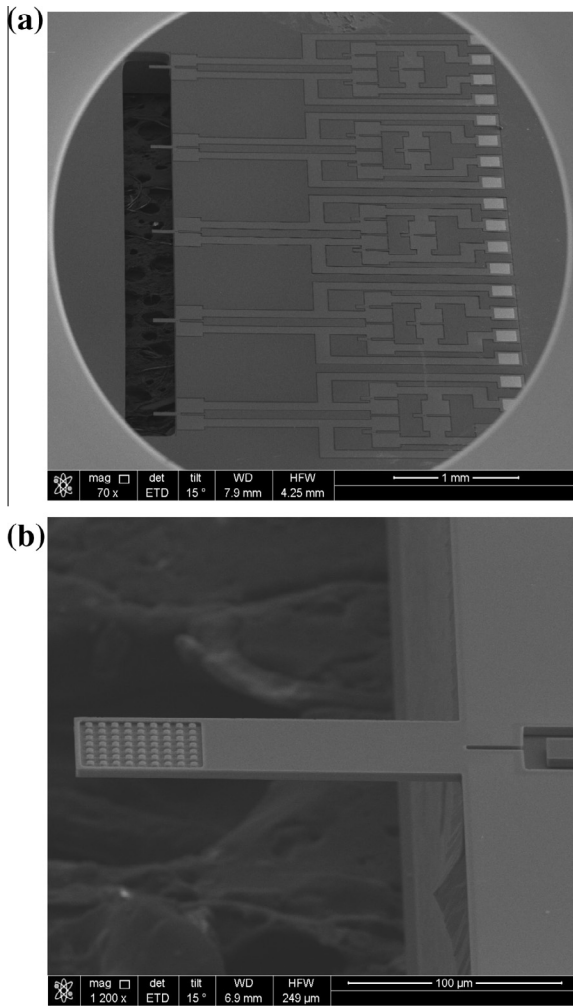 (a)
mag det tilt WD HFW
70 x ETD 15 ° 7.9 mm 4.25 mm
1 mm
(b)
mag det tilt WD HFW
1 200 x ETD 15 ° 6.9 mm 249 µm
100 µm